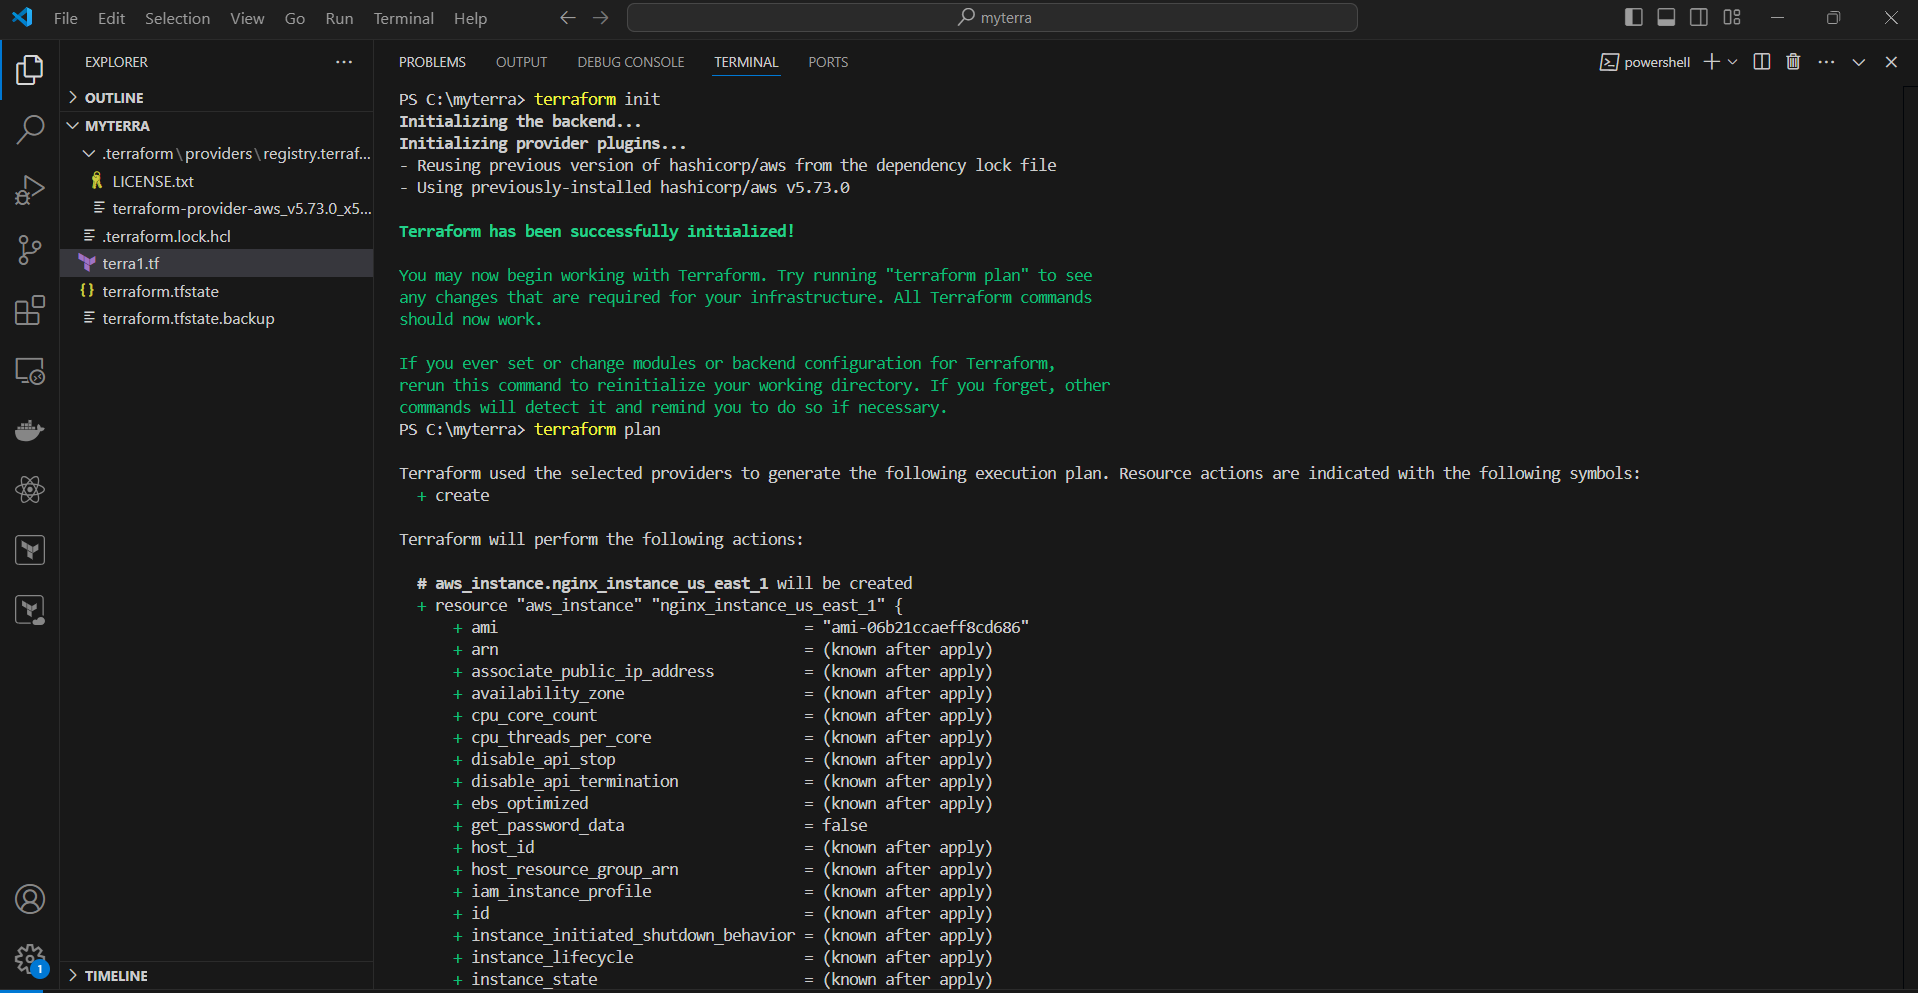 File Edit Selection View Go Run Terminal Help
myterra
EXPLORER
OUTLINE
MYTERRA
.terraform\providers\registry.terraf...
LICENSE.txt
terraform-provider-aws_v5.73.0_x5...
.terraform.lock.hcl
terra1.tf
terraform.tfstate
terraform.tfstate.backup
TIMELINE
1
PROBLEMS OUTPUT DEBUG CONSOLE TERMINAL PORTS
powershell
PS C:\myterra> terraform init
Initializing the backend...
Initializing provider plugins...
- Reusing previous version of hashicorp/aws from the dependency lock file
- Using previously-installed hashicorp/aws v5.73.0
Terraform has been successfully initialized!
You may now begin working with Terraform. Try running "terraform plan" to see
any changes that are required for your infrastructure. All Terraform commands
should now work.
If you ever set or change modules or backend configuration for Terraform,
rerun this command to reinitialize your working directory. If you forget, other
commands will detect it and remind you to do so if necessary.
PS C:\myterra> terraform plan
Terraform used the selected providers to generate the following execution plan. Resource actions are indicated with the following symbols:
+ create
Terraform will perform the following actions:
# aws_instance.nginx_instance_us_east_1 will be created
+ resource "aws_instance" "nginx_instance_us_east_1" {
+ ami = "ami-06b21ccaeff8cd686"
+ arn = (known after apply)
+ associate_public_ip_address = (known after apply)
+ availability_zone = (known after apply)
+ cpu_core_count = (known after apply)
+ cpu_threads_per_core = (known after apply)
+ disable_api_stop = (known after apply)
+ disable_api_termination = (known after apply)
+ ebs_optimized = (known after apply)
+ get_password_data = false
+ host_id = (known after apply)
+ host_resource_group_arn = (known after apply)
+ iam_instance_profile = (known after apply)
+ id = (known after apply)
+ instance_initiated_shutdown_behavior = (known after apply)
+ instance_lifecycle = (known after apply)
+ instance_state = (known after apply)